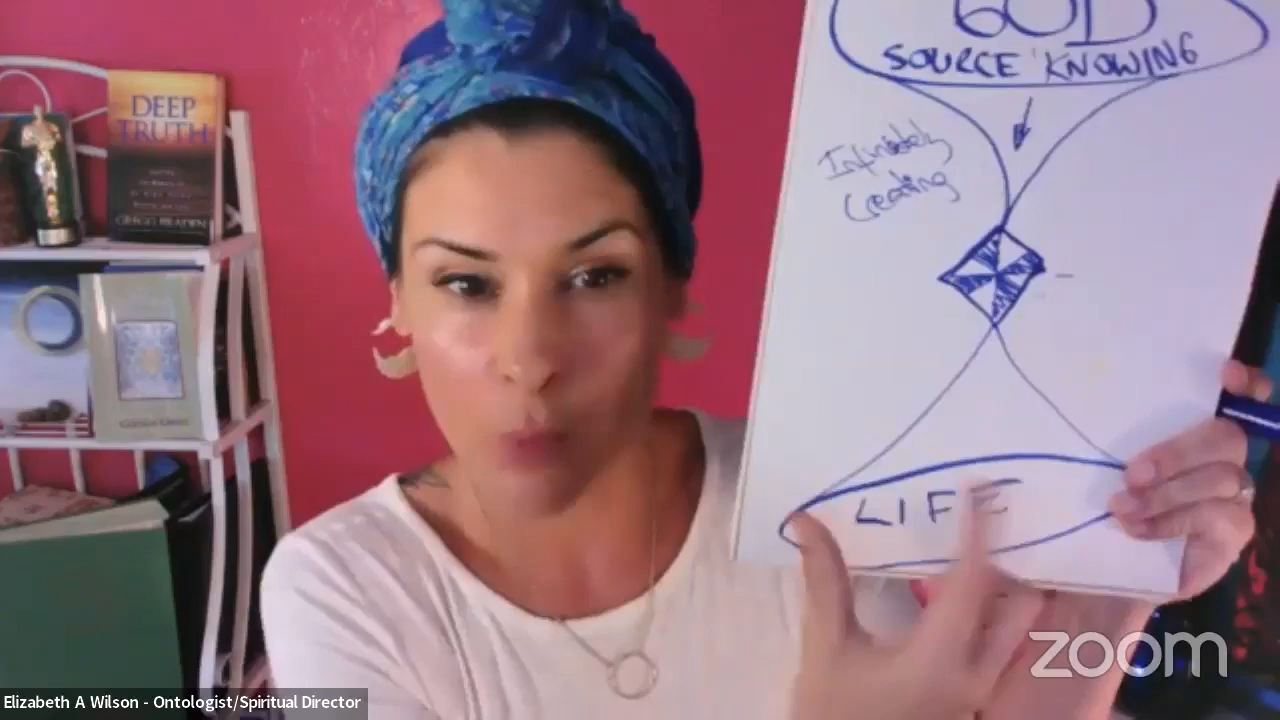 GOD
SOURCE KNOWING
Infinitely
Creating
LIFE
DEEP
TRUTH
GREGG BRADEN
zoom
Elizabeth A Wilson - Ontologist/Spiritual Director